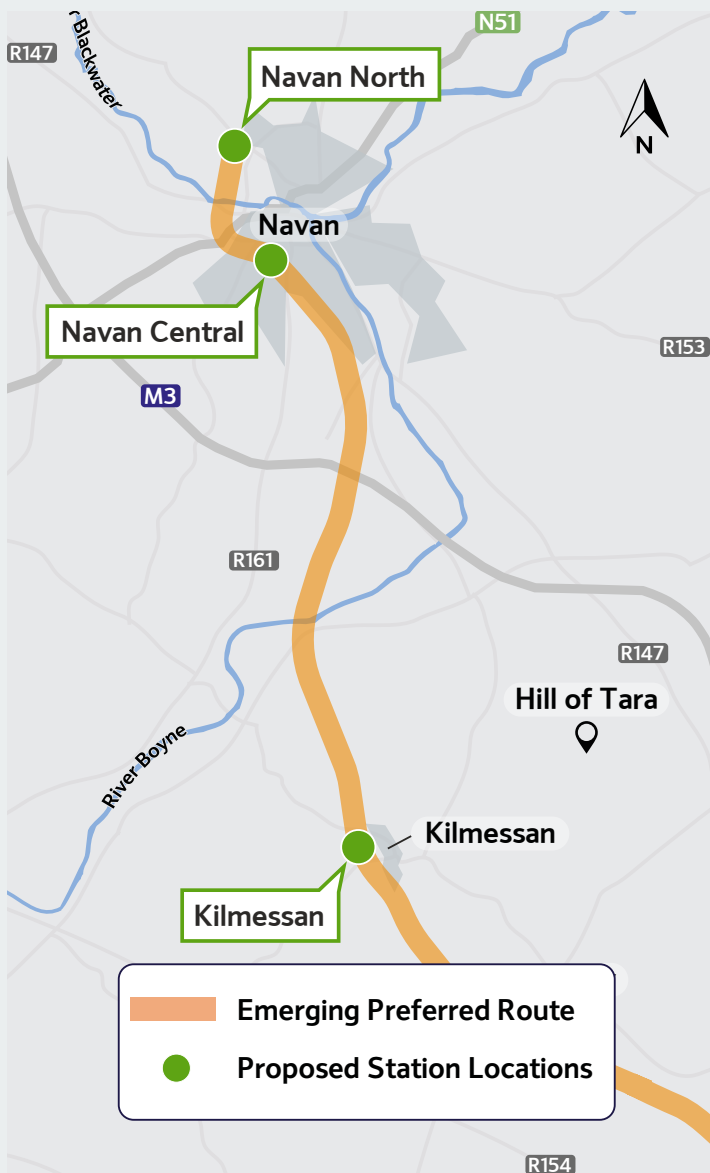 N51
R147
r Blackwater
Navan North
N
Navan
Navan Central
R153
M3
R161
R147
Hill of Tara
River Boyne
Kilmessan
Kilmessan
Emerging Preferred Route
Proposed Station Locations
R154